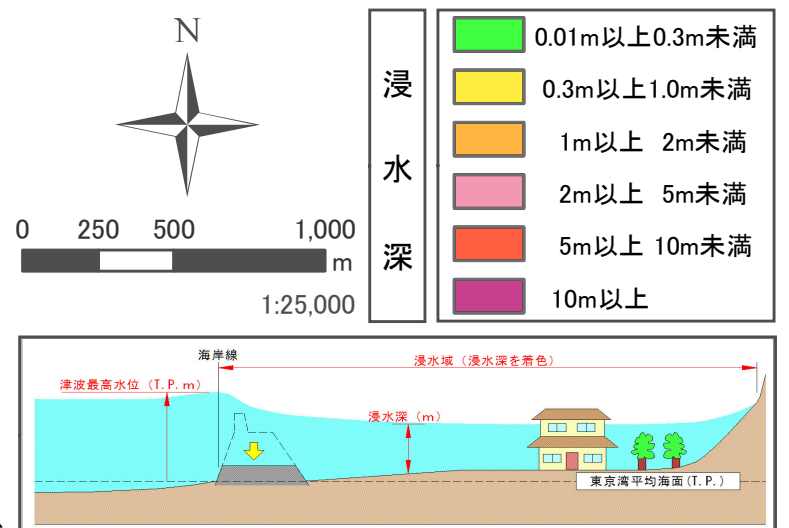 N
0 250 500 1,000
m
1:25,000
浸水深
0.01m以上0.3m未満
0.3m以上1.0m未満
1m以上 2m未満
2m以上 5m未満
5m以上 10m未満
10m以上
海岸線
浸水域（浸水深を着色）
津波最高水位（T.P.m）
浸水深（m）
東京湾平均海面(T.P.)